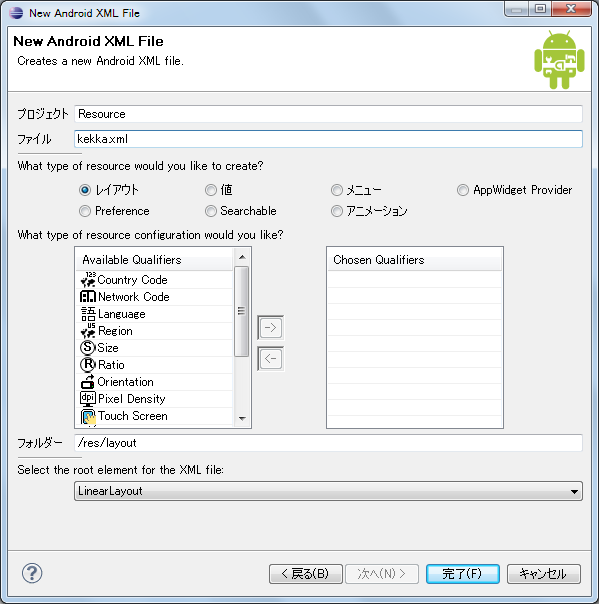 New Android XML File
New Android XML File
Creates a new Android XML file.
プロジェクト Resource
ファイル kekka.xml
What type of resource would you like to create?
レイアウト 値 メニュー AppWidget Provider
Preference Searchable アニメーション
What type of resource configuration would you like?
Available Qualifiers Chosen Qualifiers
123 Country Code
Network Code
語 Language
US Region
S Size
R Ratio
Orientation
dpi Pixel Density
Touch Screen
->
<-
フォルダー /res/layout
Select the root element for the XML file:
LinearLayout
? < 戻る(B) 次へ(N) > 完了(F) キャンセル